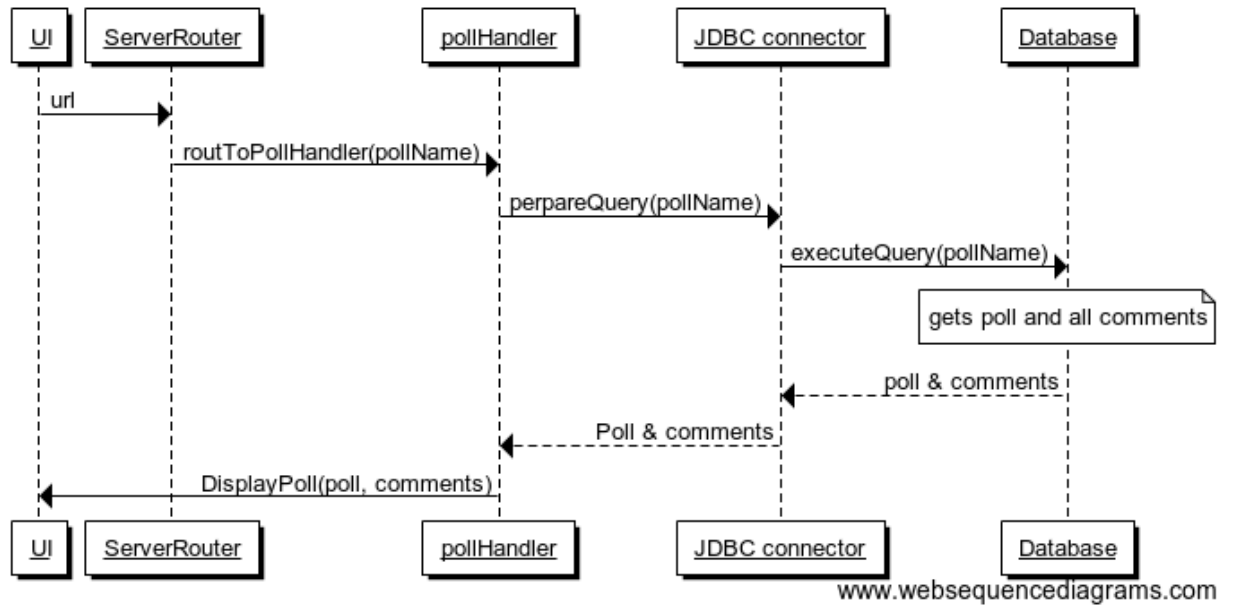 UI ServerRouter pollHandler JDBC connector Database
url
routToPollHandler(pollName)
perpareQuery(pollName)
executeQuery(pollName)
gets poll and all comments
poll & comments
Poll & comments
DisplayPoll(poll, comments)
UI ServerRouter pollHandler JDBC connector Database
www.websequencediagrams.com